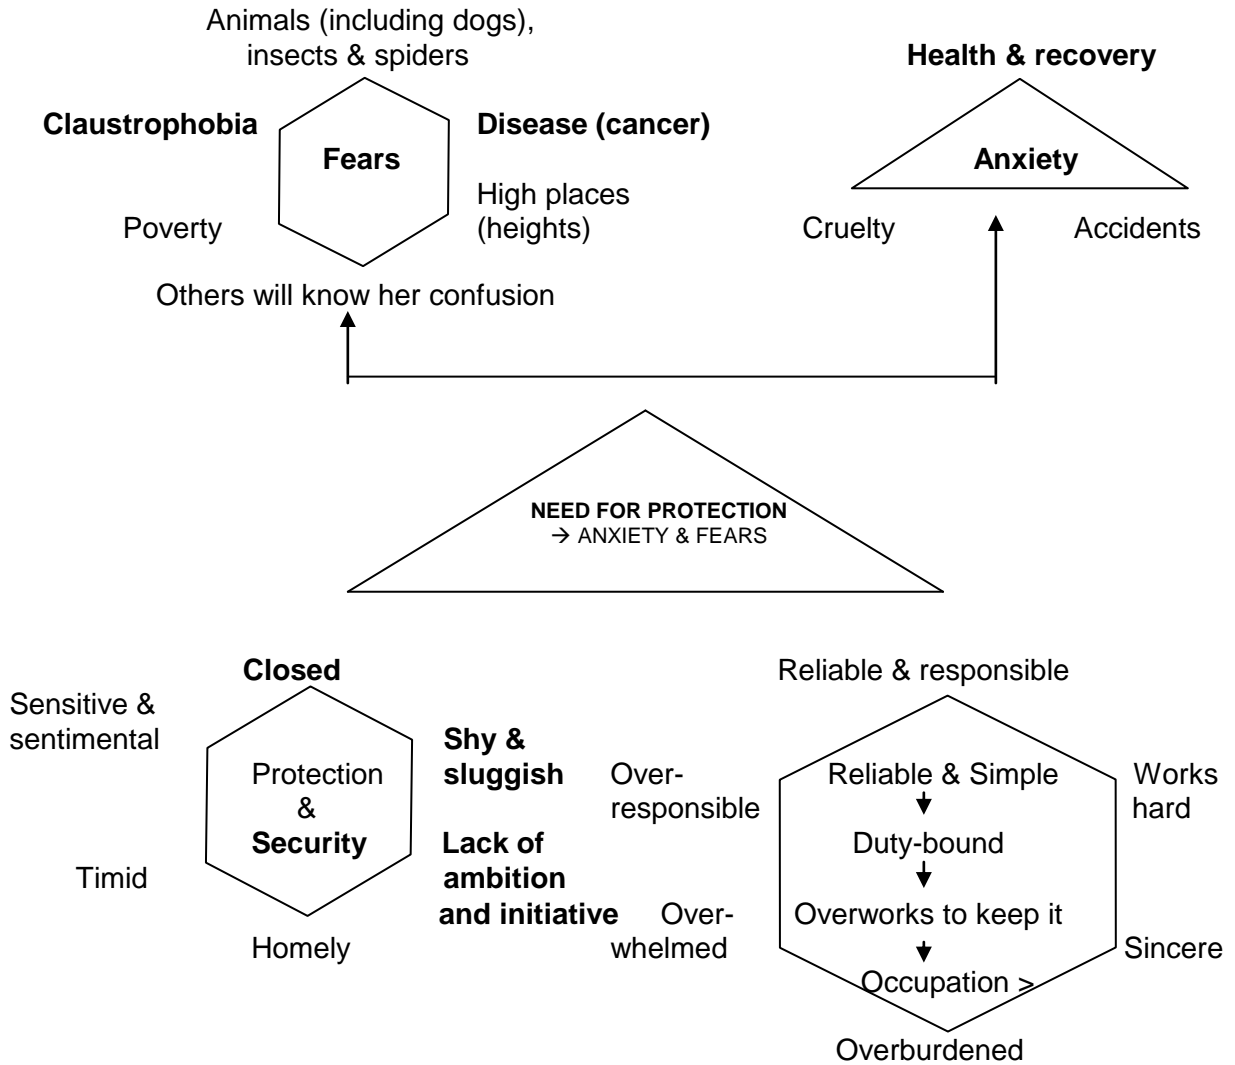 Animals (including dogs),
insects & spiders
Health & recovery
Claustrophobia
Disease (cancer)
Fears
Anxiety
High places
(heights)
Poverty
Cruelty
Accidents
Others will know her confusion
NEED FOR PROTECTION
→ ANXIETY & FEARS
Closed
Sensitive &
sentimental
Shy &
sluggish
Protection
&
Security
Lack of
ambition
and initiative
Timid
Homely
Reliable & responsible
Over-
responsible
Reliable & Simple
Works
hard
Duty-bound
Over-
whelmed
Overworks to keep it
Sincere
Occupation >
Overburdened